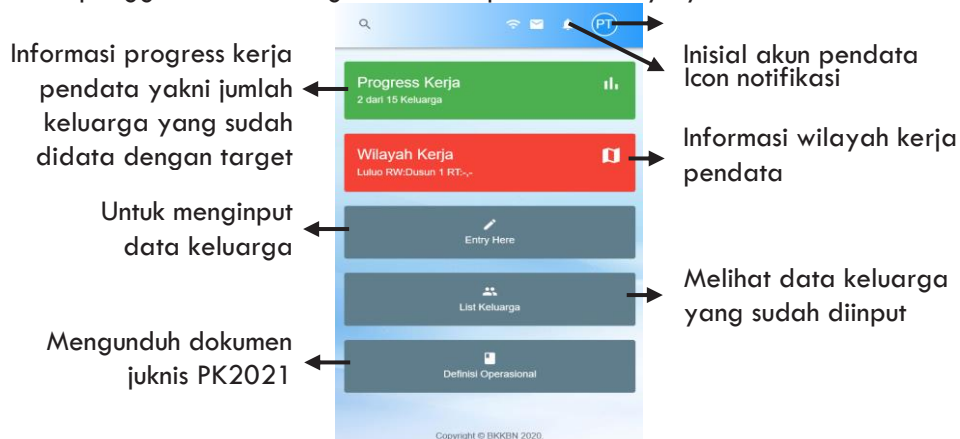 PT
Inisial akun pendata
Icon notifikasi
Informasi progress kerja
pendata yakni jumlah
keluarga yang sudah
didata dengan target
Progress Kerja
2 dari 15 Keluarga
Wilayah Kerja
Luluo RW:Dusun 1 RT:-,-
Informasi wilayah kerja
pendata
Untuk menginput
data keluarga
Entry Here
List Keluarga
Melihat data keluarga
yang sudah diinput
Mengunduh dokumen
juknis PK2021
Definisi Operasional
Copyright © BKKBN 2020.